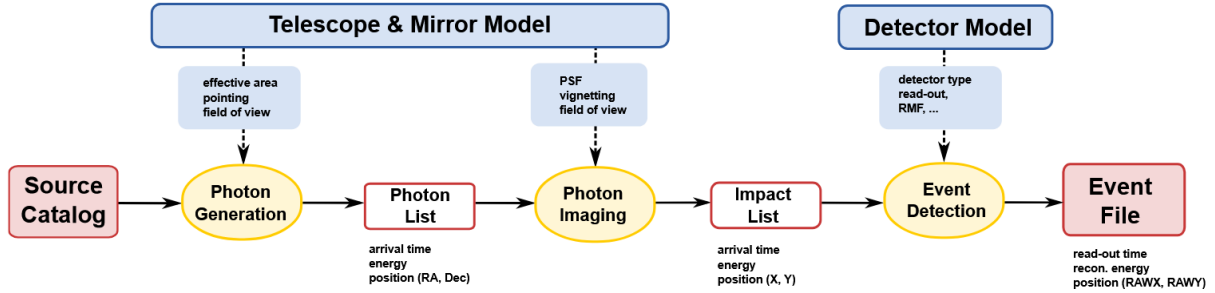 Telescope & Mirror Model
Detector Model
effective area
pointing
field of view
PSF
vignetting
field of view
detector type
read-out,
RMF, ...
Source
Catalog
Photon
Generation
Photon
List
Photon
Imaging
Impact
List
Event
Detection
Event
File
arrival time
energy
position (RA, Dec)
arrival time
energy
position (X, Y)
read-out time
recon. energy
position (RAWX, RAWY)